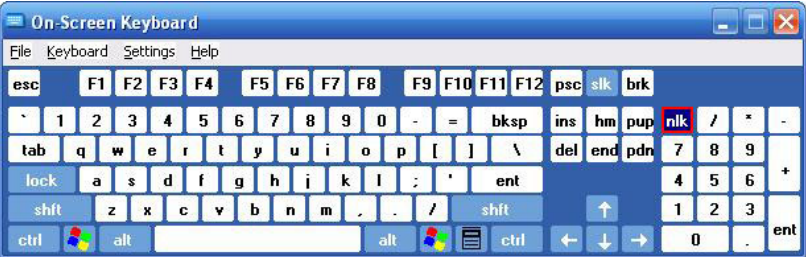 On-Screen Keyboard
File Keyboard Settings Help
esc F1 F2 F3 F4 F5 F6 F7 F8 F9 F10 F11 F12 psc slk brk
` 1 2 3 4 5 6 7 8 9 0 - = bksp ins hm pup nlk / * -
tab q w e r t y u i o p [ ] \ del end pdn 7 8 9
lock a s d f g h j k l ; ' ent 4 5 6 +
shft z x c v b n m , . / shft ↑ 1 2 3
ctrl alt alt ctrl ← ↓ → 0 . ent